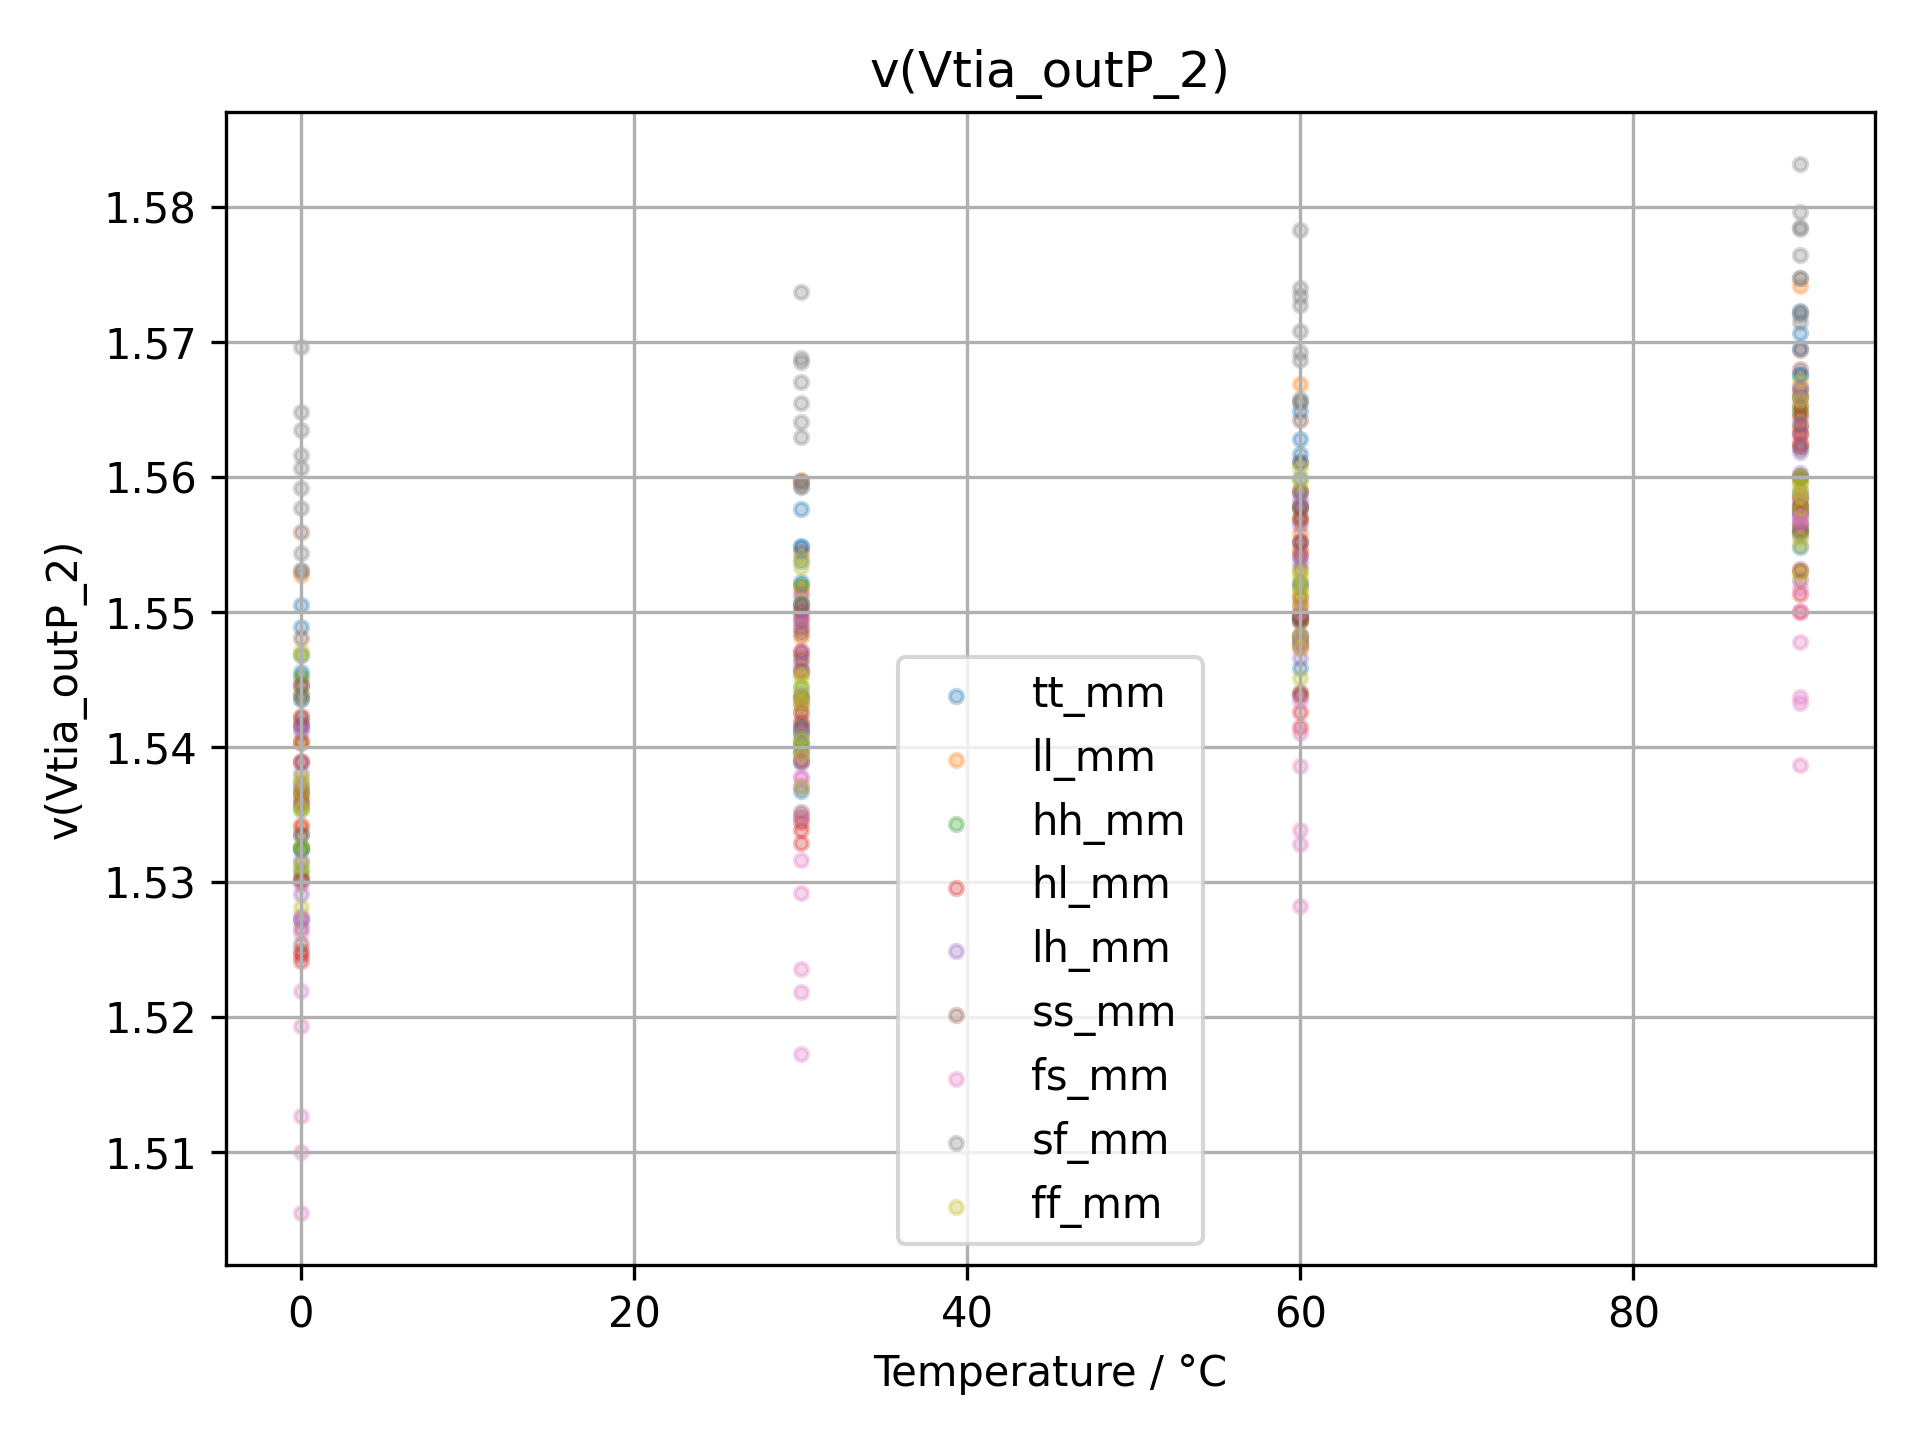 v(Vtia_outP_2)
v(Vtia_outP_2)
1.58
1.57
1.56
1.55
1.54
1.53
1.52
1.51
tt_mm
ll_mm
hh_mm
hl_mm
lh_mm
ss_mm
fs_mm
sf_mm
ff_mm
0 20 40 60 80
Temperature / °C